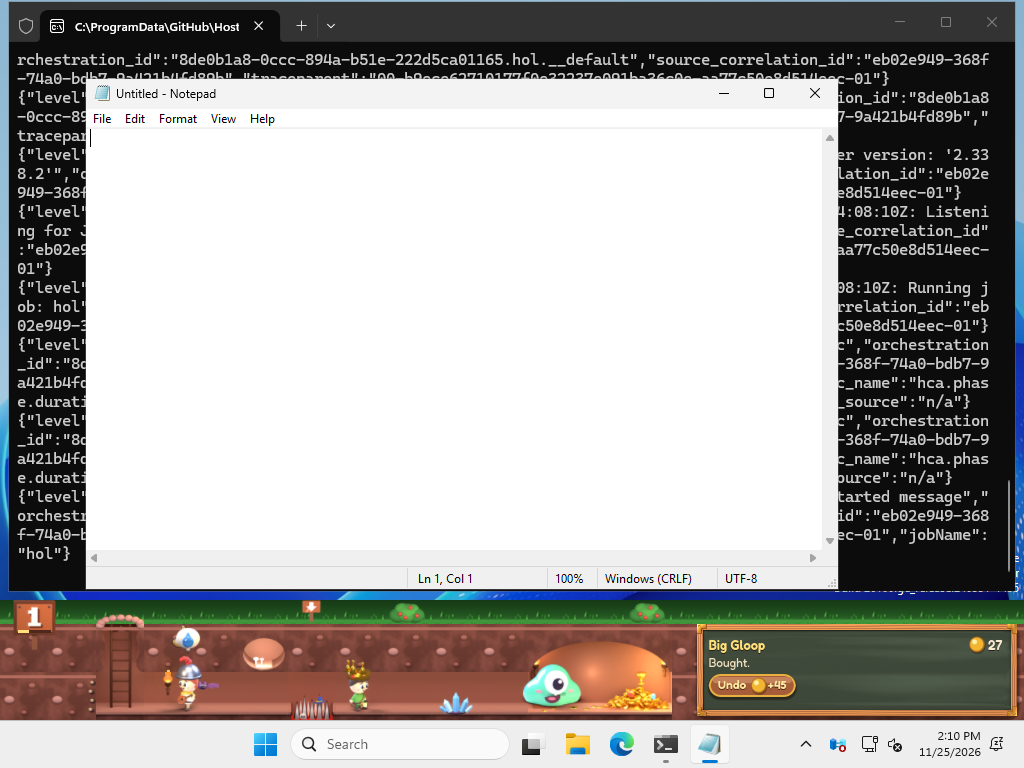 C:\ProgramData\GitHub\Host
rchestration_id":"8de0b1a8-0ccc-894a-b51e-222d5ca01165.hol.__default","source_correlation_id":"eb02e949-368f
{"level"
on_id":"8de0b1a8
-0ccc-89
7-9a421b4fd89b","
tracepar
{"level"
er version: '2.33
8.2'","
lation_id":"eb02e
949-368f
e8d514eec-01"}
{"level"
4:08:10Z: Listeni
ng for J
e_correlation_id"
:"eb02e9
aa77c50e8d514eec-
01"}
{"level"
08:10Z: Running j
ob: hol"
rrelation_id":"eb
02e949-3
c50e8d514eec-01"}
{"level"
c","orchestration
_id":"8d
-368f-74a0-bdb7-9
a421b4fd
c_name":"hca.phas
e.durati
_source":"n/a"}
{"level"
c","orchestration
_id":"8d
-368f-74a0-bdb7-9
a421b4fd
c_name":"hca.phas
e.durati
ource":"n/a"}
{"level"
tarted message","
orchestr
id":"eb02e949-368
f-74a0-b
ec-01","jobName":
"hol"}
Untitled - Notepad
File Edit Format View Help
Ln 1, Col 1 100% Windows (CRLF) UTF-8
1
Big Gloop 27
Bought.
Undo +45
Search
2:10 PM
11/25/2026